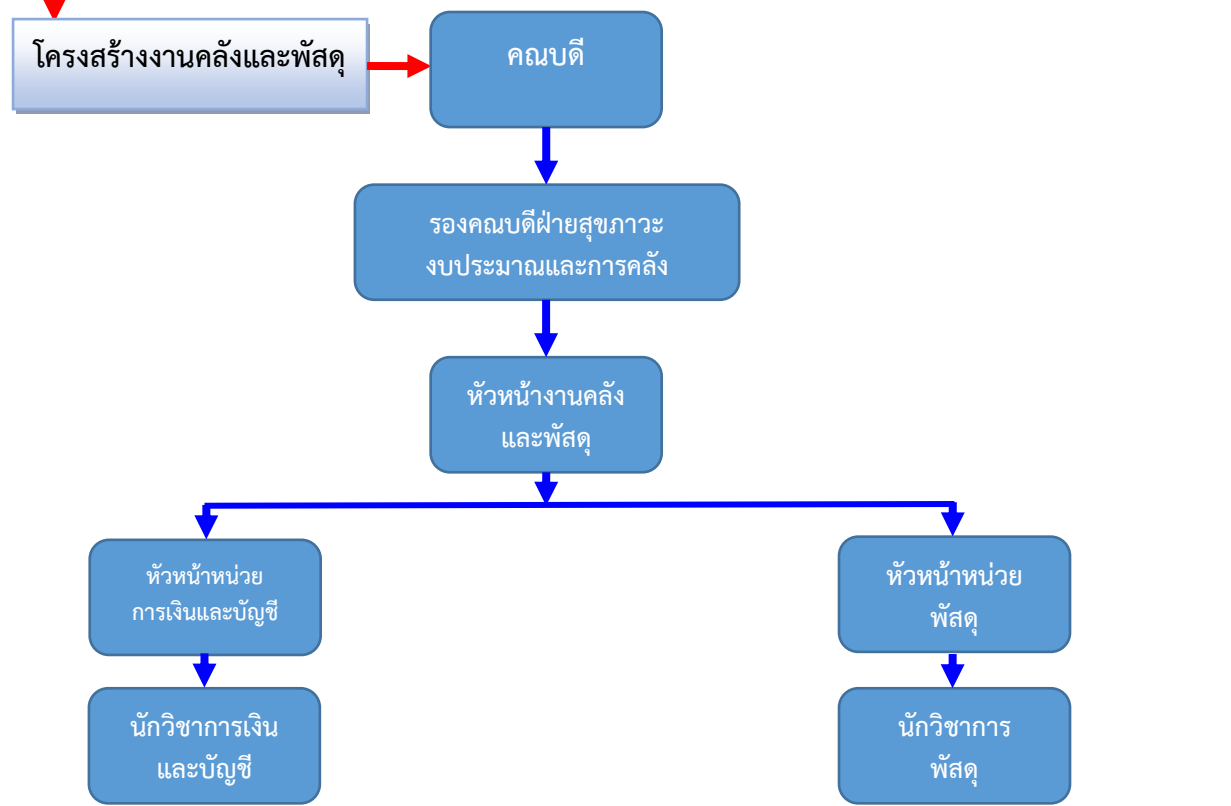 โครงสร้างงานคลังและพัสดุ
คณบดี
รองคณบดีฝ่ายสุขภาวะ
งบประมาณและการคลัง
หัวหน้างานคลัง
และพัสดุ
หัวหน้าหน่วย
การเงินและบัญชี
หัวหน้าหน่วย
พัสดุ
นักวิชาการเงิน
และบัญชี
นักวิชาการ
พัสดุ